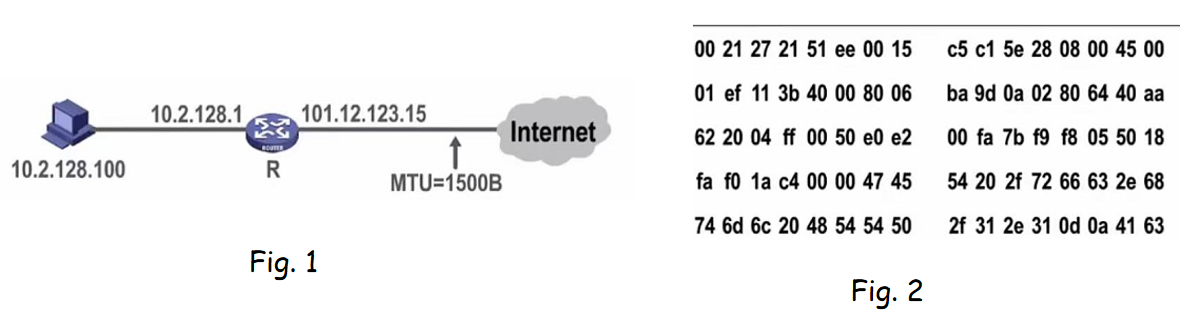 10.2.128.1
101.12.123.15
Internet
ROUTER
10.2.128.100
R
MTU=1500B
Fig. 1
00 21 27 21 51 ee 00 15 c5 c1 5e 28 08 00 45 00
01 ef 11 3b 40 00 80 06 ba 9d 0a 02 80 64 40 aa
62 20 04 ff 00 50 e0 e2 00 fa 7b f9 f8 05 50 18
fa f0 1a c4 00 00 47 45 54 20 2f 72 66 63 2e 68
74 6d 6c 20 48 54 54 50 2f 31 2e 31 0d 0a 41 63
Fig. 2